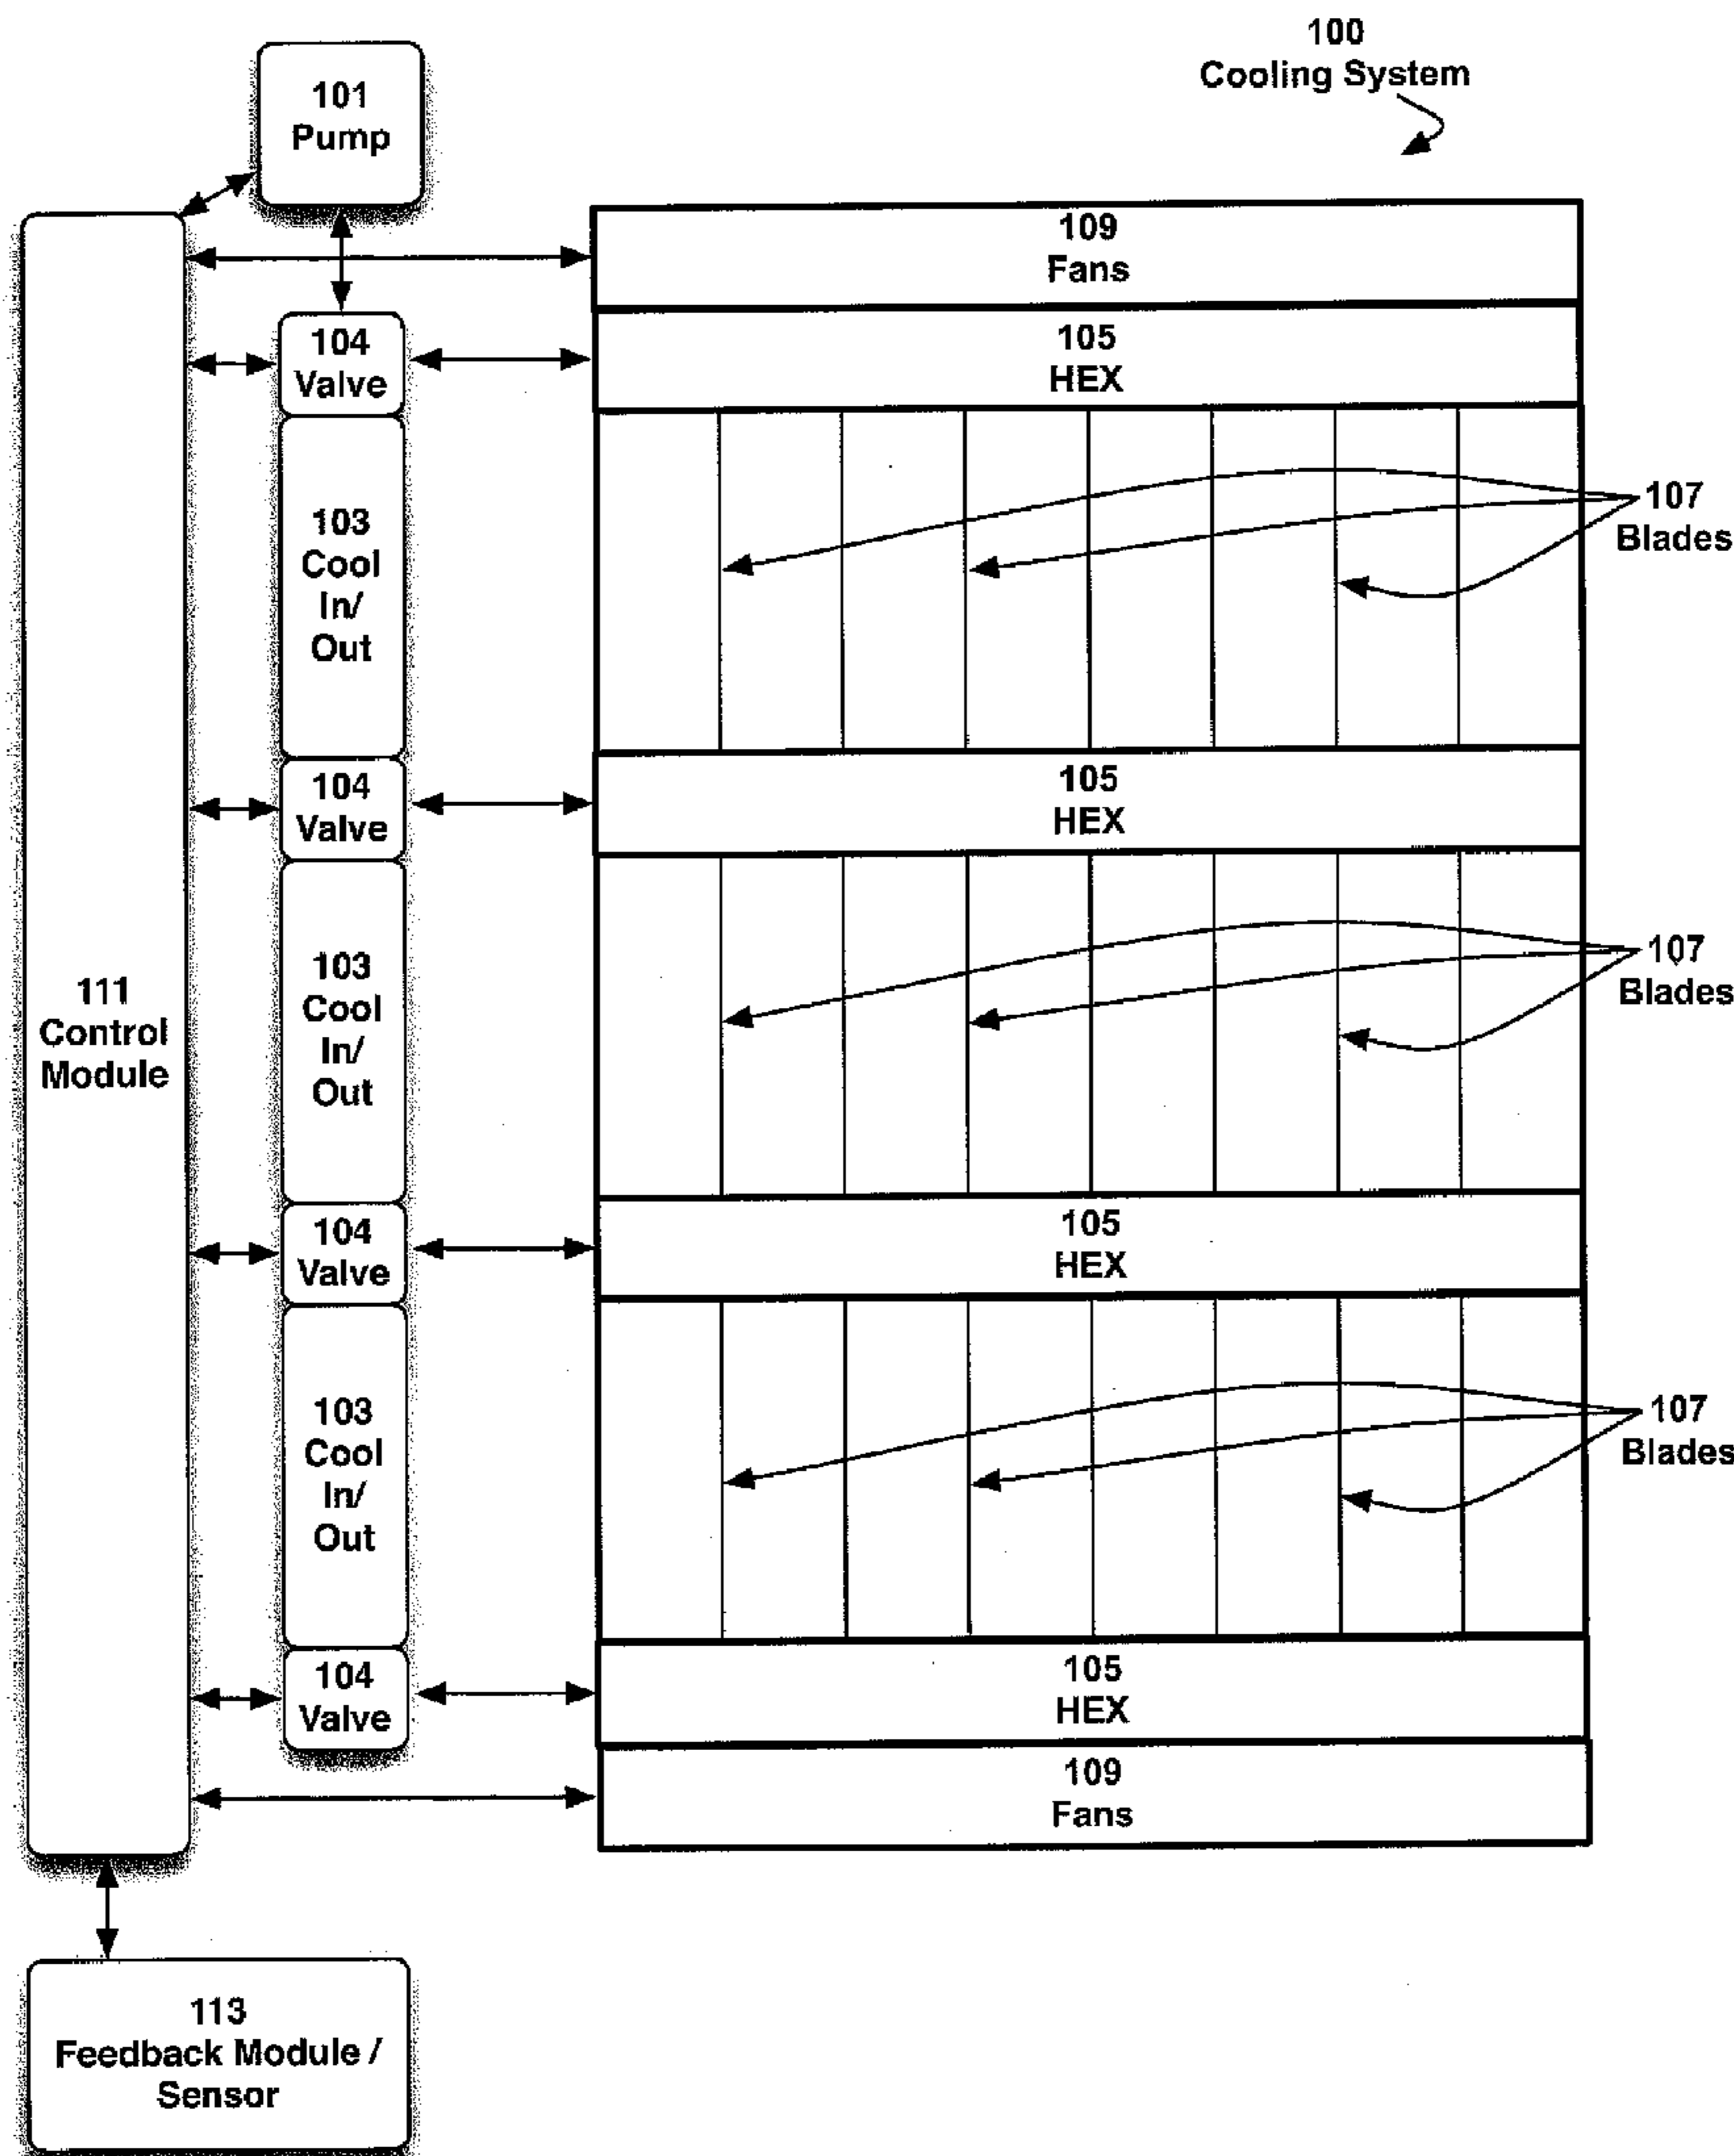 100
Cooling System
101
Pump
109
Fans
104
Valve
105
HEX
103
Cool
In/
Out
107
Blades
104
Valve
105
HEX
111
Control
Module
103
Cool
In/
Out
107
Blades
104
Valve
105
HEX
103
Cool
In/
Out
107
Blades
104
Valve
105
HEX
109
Fans
113
Feedback Module /
Sensor